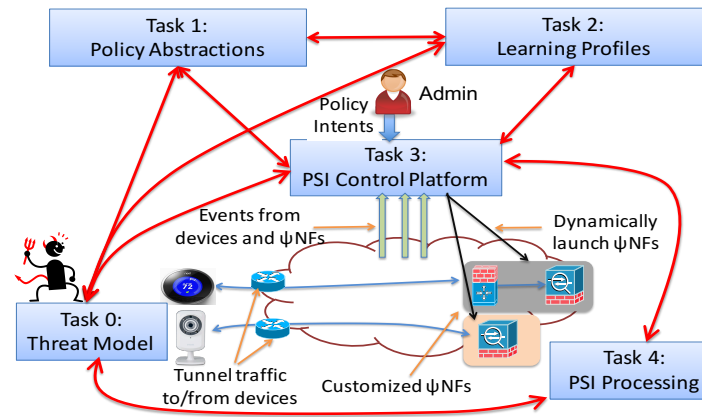 Task 1:
Policy Abstractions
Task 2:
Learning Profiles
Admin
Policy
Intents
Task 3:
PSI Control Platform
Events from
devices and ψNFs
Dynamically
launch ψNFs
72
Task 0:
Threat Model
Tunnel traffic
to/from devices
Customized ψNFs
Task 4:
PSI Processing